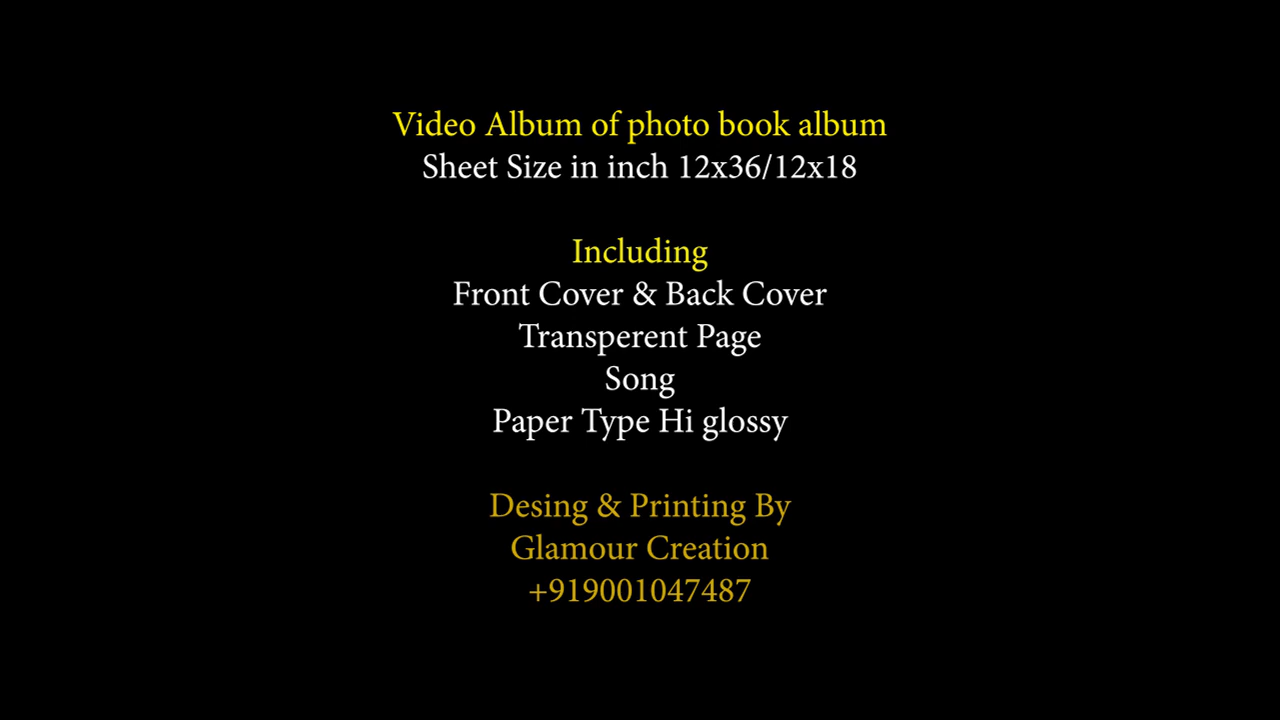 Video Album of photo book album
Sheet Size in inch 12x36/12x18
Including
Front Cover & Back Cover
Transperent Page
Song
Paper Type Hi glossy
Desing & Printing By
Glamour Creation
+919001047487